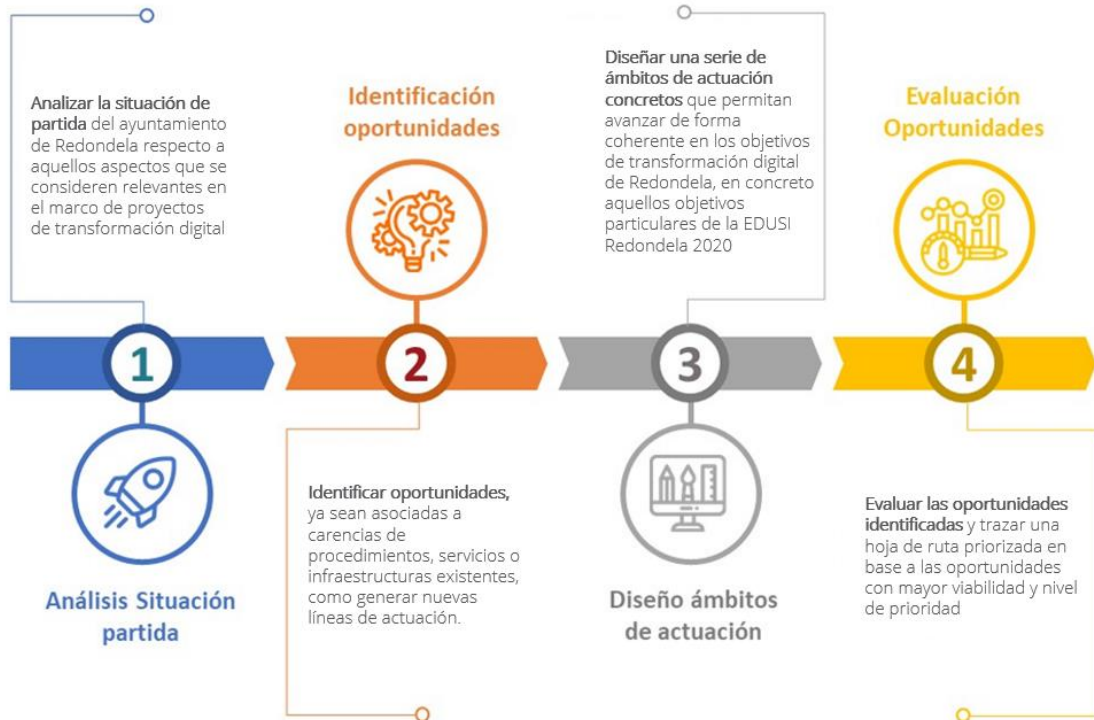 Analizar la situación de
partida del ayuntamiento
de Redondela respecto a
aquellos aspectos que se
consideren relevantes en
el marco de proyectos
de transformación digital
1
Análisis Situación
partida
Identificación
oportunidades
2
Identificar oportunidades,
ya sean asociadas a
carencias de
procedimientos, servicios o
infraestructuras existentes,
como generar nuevas
líneas de actuación.
Diseñar una serie de
ámbitos de actuación
concretos que permitan
avanzar de forma
coherente en los objetivos
de transformación digital
de Redondela, en concreto
aquellos objetivos
particulares de la EDUSI
Redondela 2020
3
Diseño ámbitos
de actuación
Evaluación
Oportunidades
4
Evaluar las oportunidades
identificadas y trazar una
hoja de ruta priorizada en
base a las oportunidades
con mayor viabilidad y nivel
de prioridad